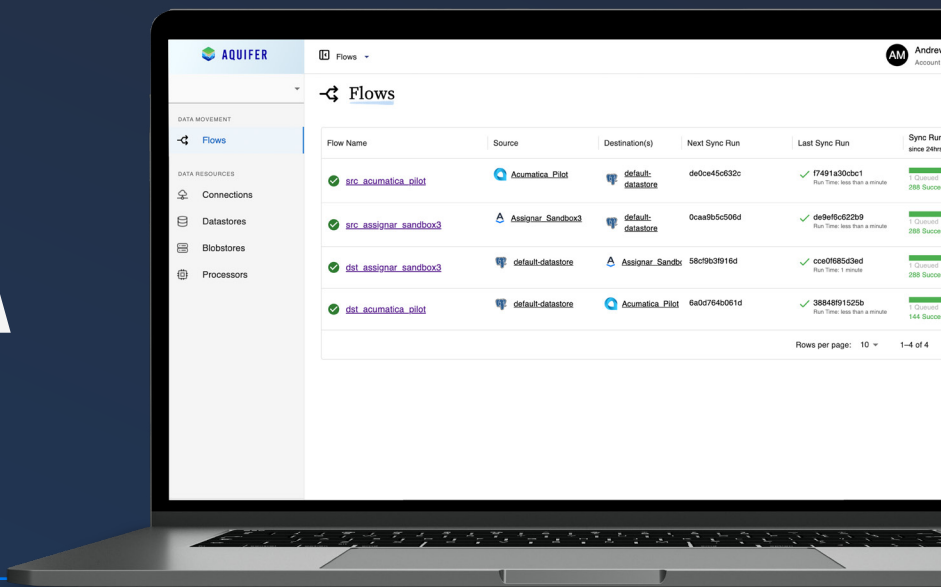 AQUIFER
Flows
AM
Andrew
Account
Flows
DATA MOVEMENT
Flows
DATA RESOURCES
Connections
Datastores
Blobstores
Processors
Flow Name Source Destination(s) Next Sync Run Last Sync Run Sync Run
since 24hrs
src_acumatica_pilot Acumatica_Pilot default-
datastore de0ce45c632c f7491a30cbc1
Run Time: less than a minute
1 Queued
288 Succe
src_assignar_sandbox3 Assignar_Sandbox3 default-
datastore 0caa9b5c506d de9ef6c622b9
Run Time: less than a minute
1 Queued
288 Succe
dst_assignar_sandbox3 default-datastore Assignar_Sandbo 58cf9b3f916d cce0f685d3ed
Run Time: 1 minute
1 Queued
288 Succe
dst_acumatica_pilot default-datastore Acumatica_Pilot 6a0d764b061d 38848f91525b
Run Time: less than a minute
1 Queued
144 Succe
Rows per page: 10 1–4 of 4